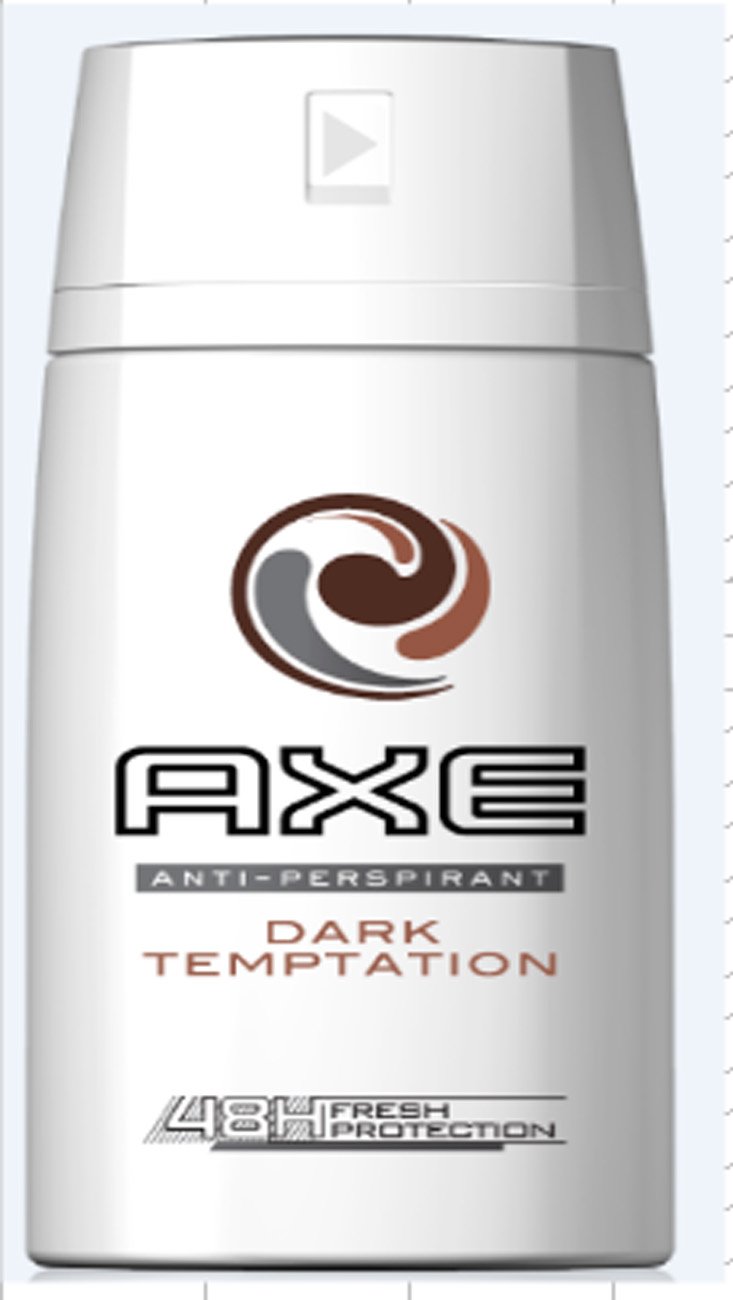 AXE
ANTI-PERSPIRANT
DARK
TEMPTATION
48H FRESH
PROTECTION